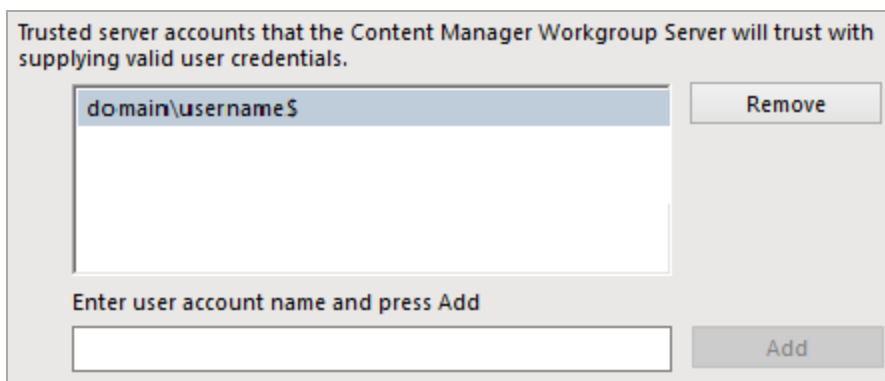 Trusted server accounts that the Content Manager Workgroup Server will trust with
supplying valid user credentials.
domain\username$
Remove
Enter user account name and press Add
Add